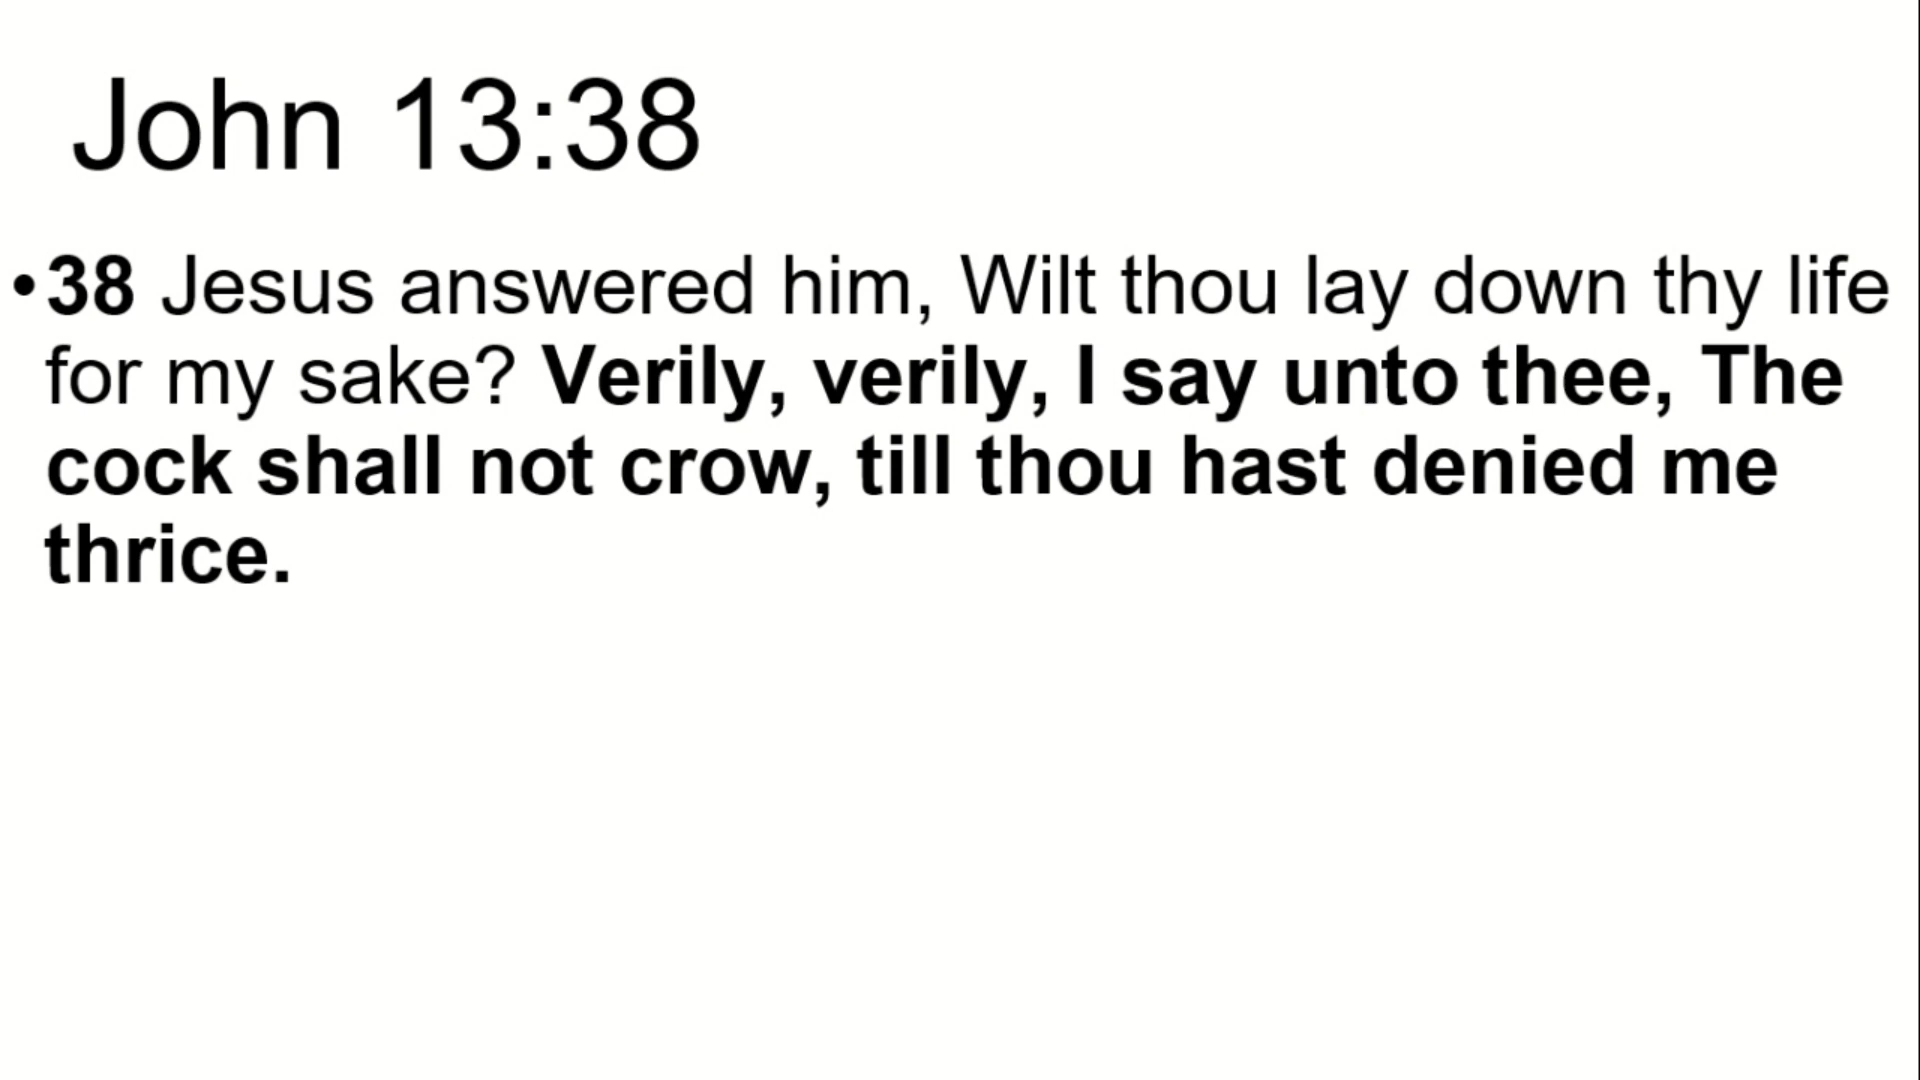 John 13:38
•38 Jesus answered him, Wilt thou lay down thy life
for my sake? Verily, verily, I say unto thee, The
cock shall not crow, till thou hast denied me
thrice.